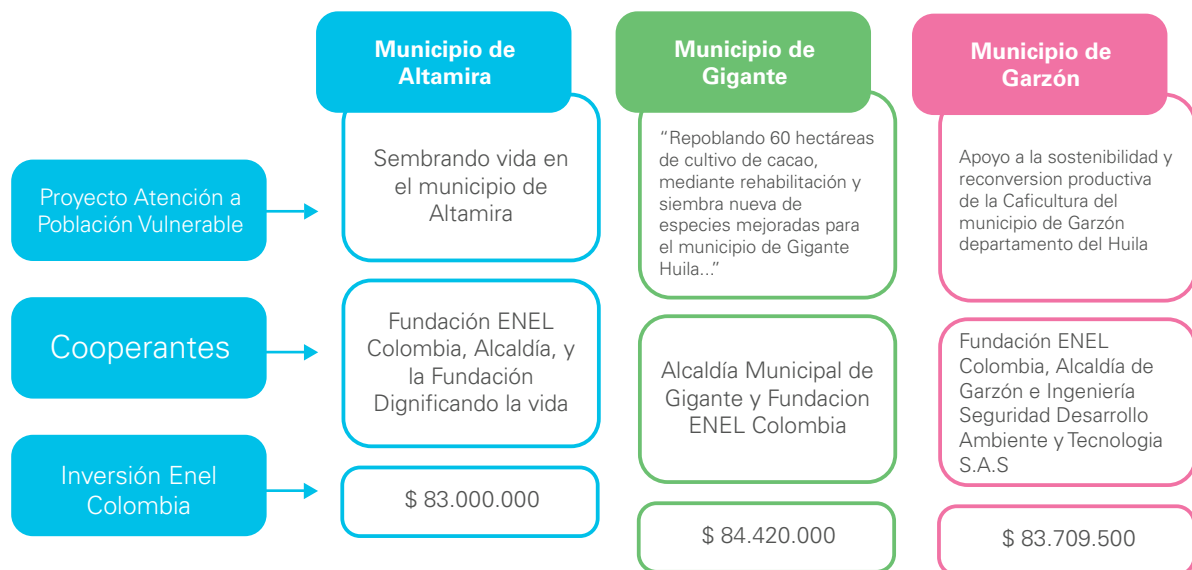 Municipio de
Altamira
Municipio de
Gigante
Municipio de
Garzón
Proyecto Atención a
Población Vulnerable
Sembrando vida en
el municipio de
Altamira
“Repoblando 60 hectáreas
de cultivo de cacao,
mediante rehabilitación y
siembra nueva de
especies mejoradas para
el municipio de Gigante
Huila...”
Apoyo a la sostenibilidad y
reconversion productiva
de la Caficultura del
municipio de Garzón
departamento del Huila
Cooperantes
Fundación ENEL
Colombia, Alcaldía, y
la Fundación
Dignificando la vida
Alcaldía Municipal de
Gigante y Fundacion
ENEL Colombia
Fundación ENEL
Colombia, Alcaldía de
Garzón e Ingeniería
Seguridad Desarrollo
Ambiente y Tecnologia
S.A.S
Inversión Enel
Colombia
$ 83.000.000
$ 84.420.000
$ 83.709.500